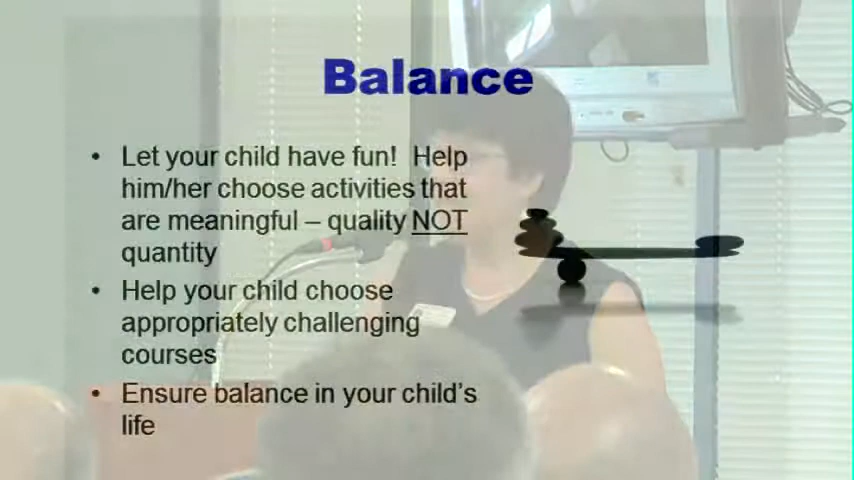 Balance
• Let your child have fun! Help
him/her choose activities that
are meaningful – quality NOT
quantity
• Help your child choose
appropriately challenging
courses
• Ensure balance in your child's
life